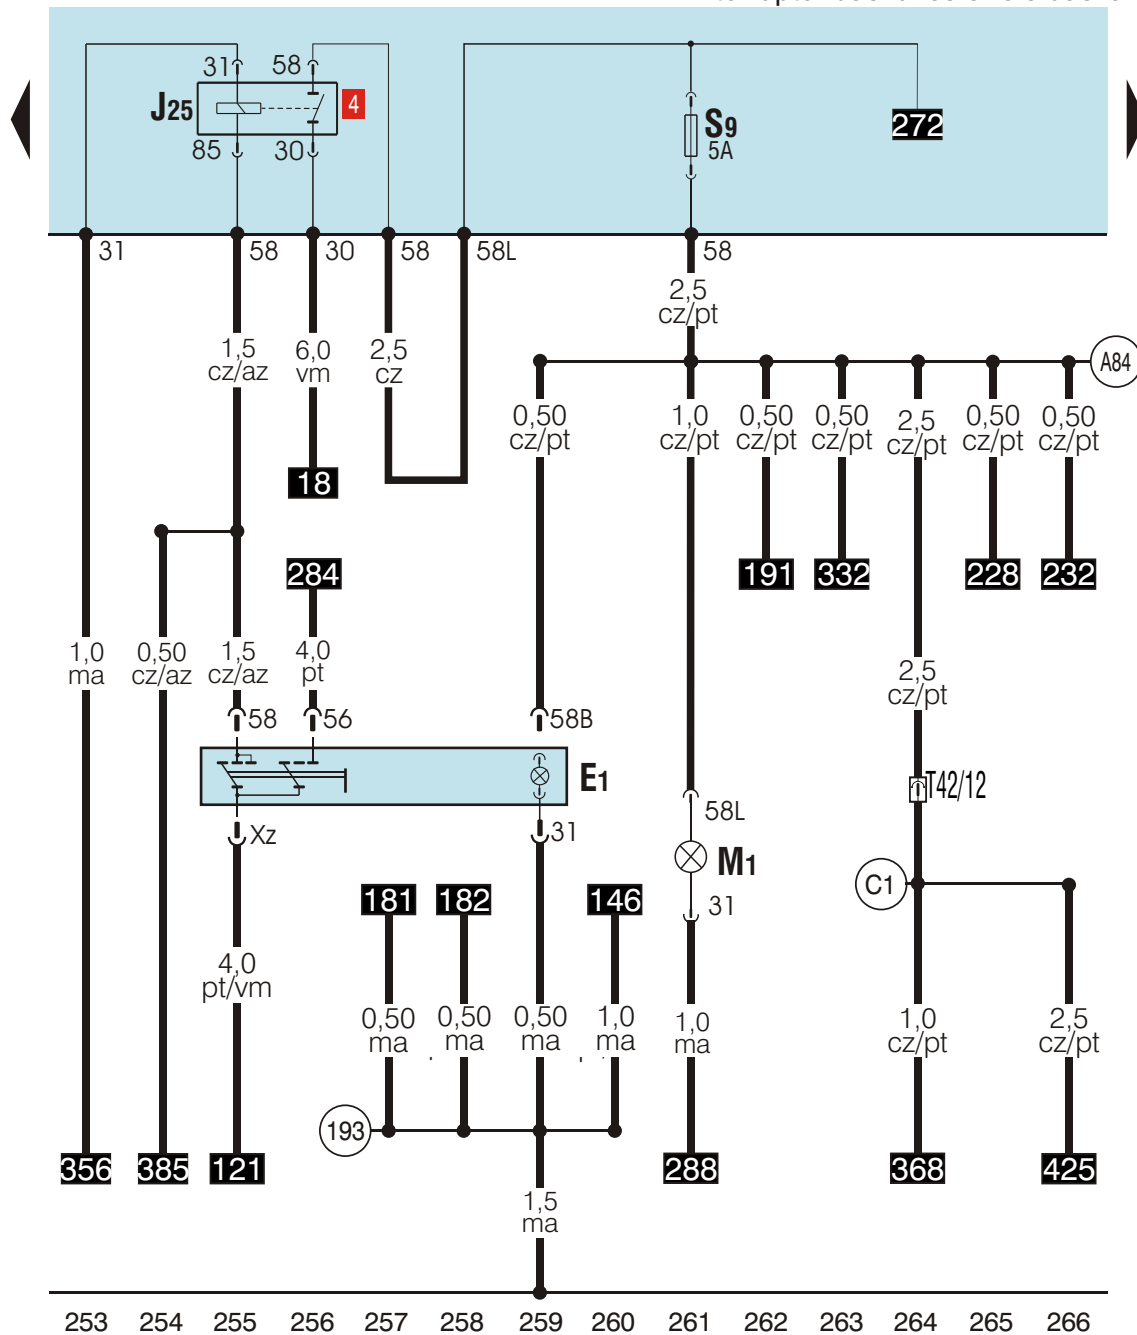 31 58
J25 4
85 30
S9
5A
272
31 58 30 58 58L 58
2,5
cz/pt
1,5
cz/az
6,0
vm
2,5
cz
A84
0,50
cz/pt
1,0
cz/pt
0,50
cz/pt
0,50
cz/pt
2,5
cz/pt
0,50
cz/pt
0,50
cz/pt
18
284
191 332 228 232
1,0
ma
0,50
cz/az
1,5
cz/az
4,0
pt
2,5
cz/pt
58 56 58B
E1
T42/12
Xz 31
58L
M1
C1
31
181 182 146
4,0
pt/vm
0,50
ma
0,50
ma
0,50
ma
1,0
ma
1,0
ma
1,0
cz/pt
2,5
cz/pt
193
356 385 121 288 368 425
1,5
ma
253 254 255 256 257 258 259 260 261 262 263 264 265 266